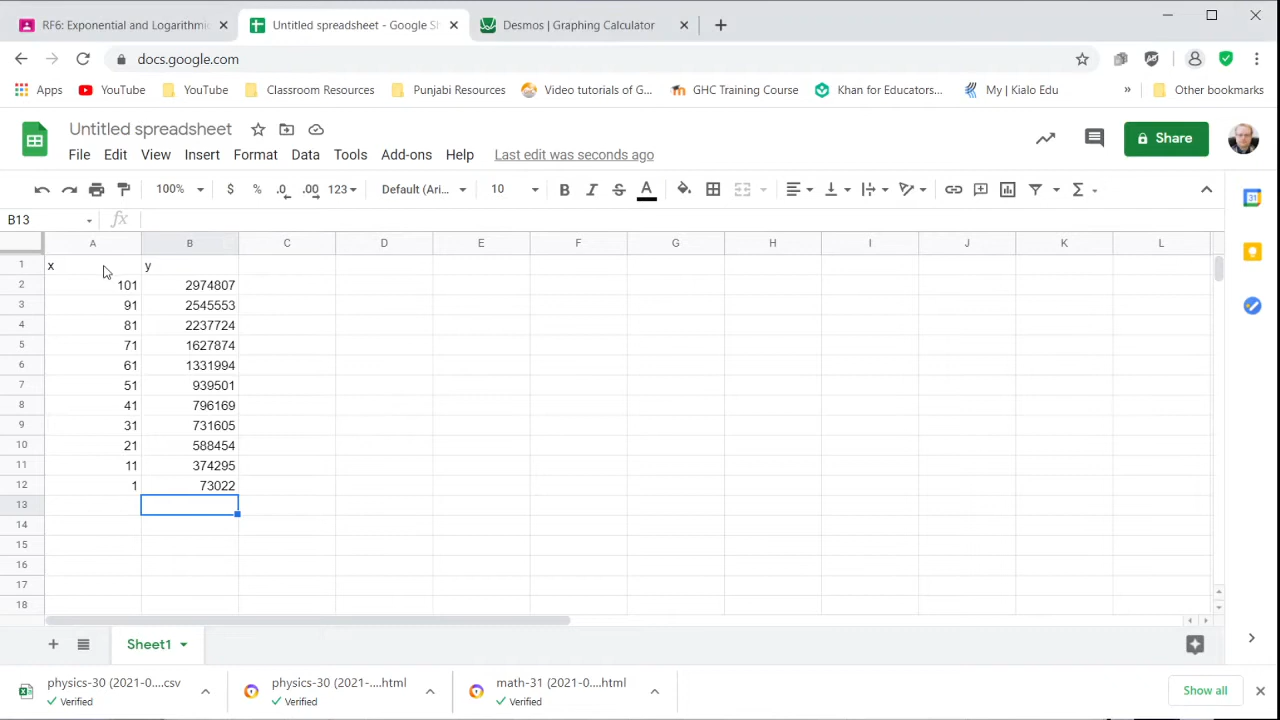 RF6: Exponential and Logarithmic
Untitled spreadsheet - Google Sh
Desmos | Graphing Calculator
docs.google.com
Apps
YouTube
YouTube
Classroom Resources
Punjabi Resources
Video tutorials of G...
GHC Training Course
Khan for Educators...
My | Kialo Edu
»
Other bookmarks
Untitled spreadsheet
Share
File Edit View Insert Format Data Tools Add-ons Help Last edit was seconds ago
100% $ % .0 .00 123 Default (Ari... 10 B I S A Σ
B13 fx
A B C D E F G H I J K L
1 x y
2 101 2974807
3 91 2545553
4 81 2237724
5 71 1627874
6 61 1331994
7 51 939501
8 41 796169
9 31 731605
10 21 588454
11 11 374295
12 1 73022
13
14
15
16
17
18
31
Sheet1
physics-30 (2021-0....csv
Verified
physics-30 (2021-....html
Verified
math-31 (2021-0....html
Verified
Show all